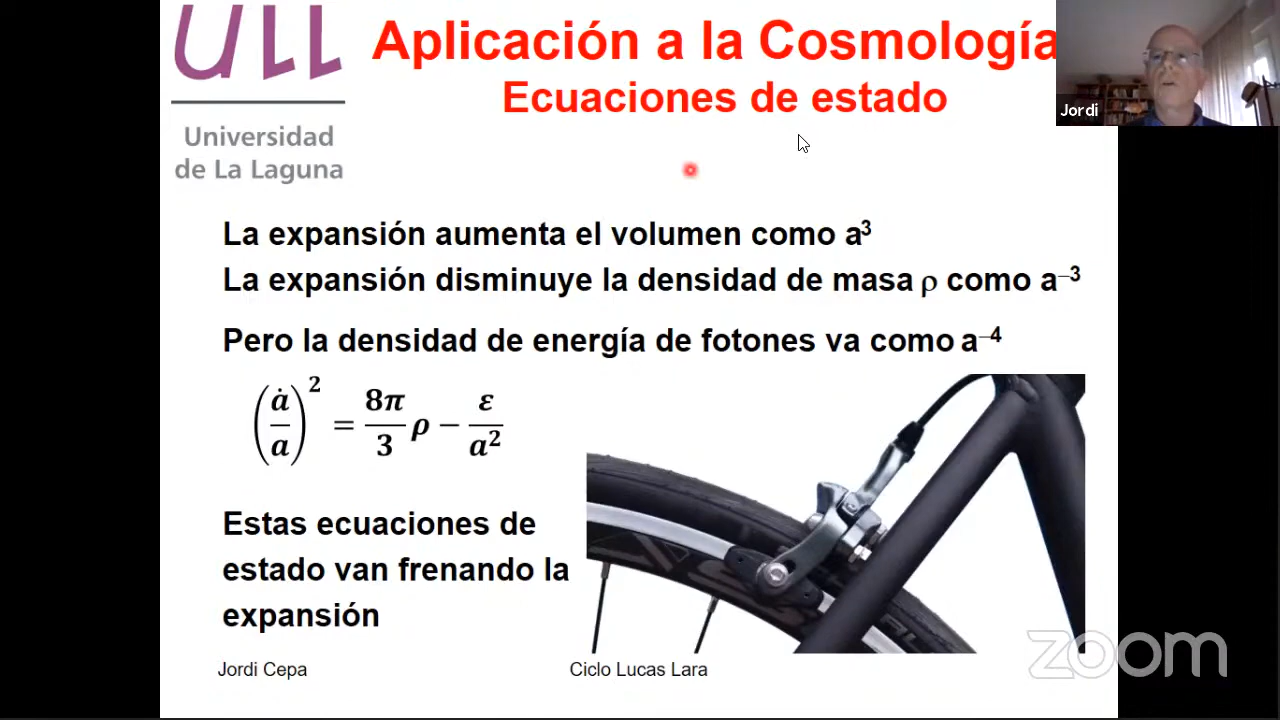 ULL
Universidad
de La Laguna
Aplicación a la Cosmología
Ecuaciones de estado
Jordi
La expansión aumenta el volumen como a³
La expansión disminuye la densidad de masa ρ como a⁻³
Pero la densidad de energía de fotones va como a⁻⁴
(ȧ/a)² = 8π/3 ρ − ε/a²
Estas ecuaciones de
estado van frenando la
expansión
Jordi Cepa
Ciclo Lucas Lara
zoom